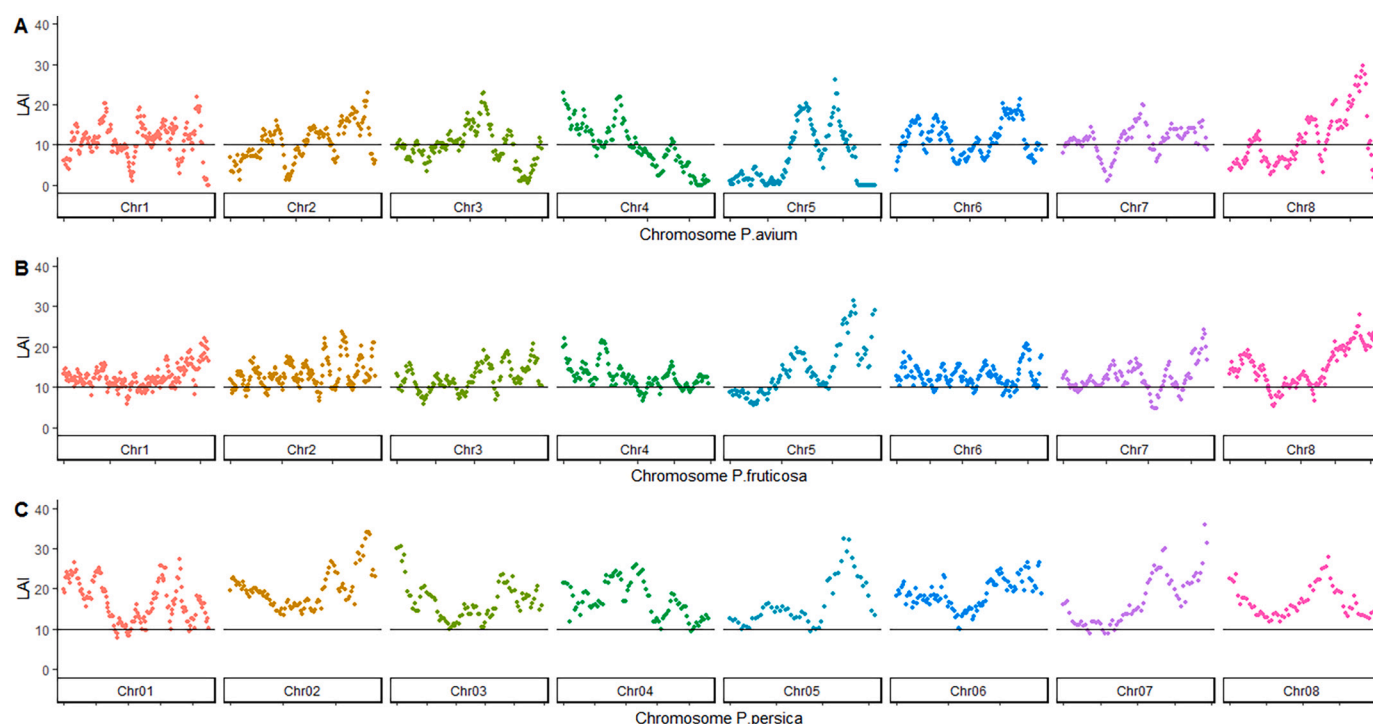 A
LAI
40
30
20
10
0
Chr1 Chr2 Chr3 Chr4 Chr5 Chr6 Chr7 Chr8
Chromosome P.avium
B
LAI
40
30
20
10
0
Chr1 Chr2 Chr3 Chr4 Chr5 Chr6 Chr7 Chr8
Chromosome P.fruticosa
C
LAI
40
30
20
10
0
Chr01 Chr02 Chr03 Chr04 Chr05 Chr06 Chr07 Chr08
Chromosome P.persica